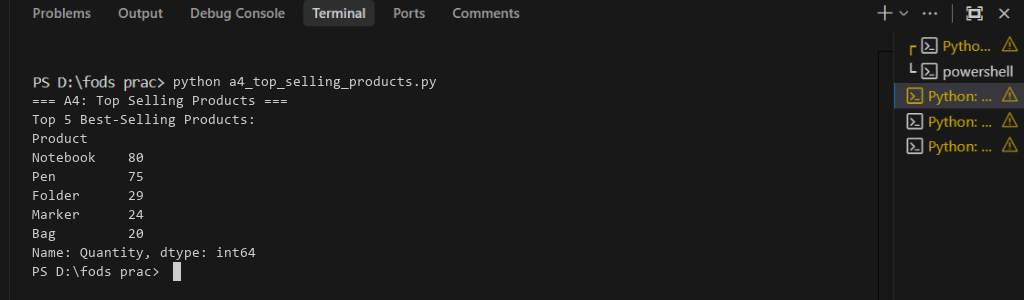 Problems Output Debug Console Terminal Ports Comments
PS D:\fods prac> python a4_top_selling_products.py
=== A4: Top Selling Products ===
Top 5 Best-Selling Products:
Product
Notebook    80
Pen         75
Folder      29
Marker      24
Bag         20
Name: Quantity, dtype: int64
PS D:\fods prac>
Pytho...
powershell
Python: ...
Python: ...
Python: ...